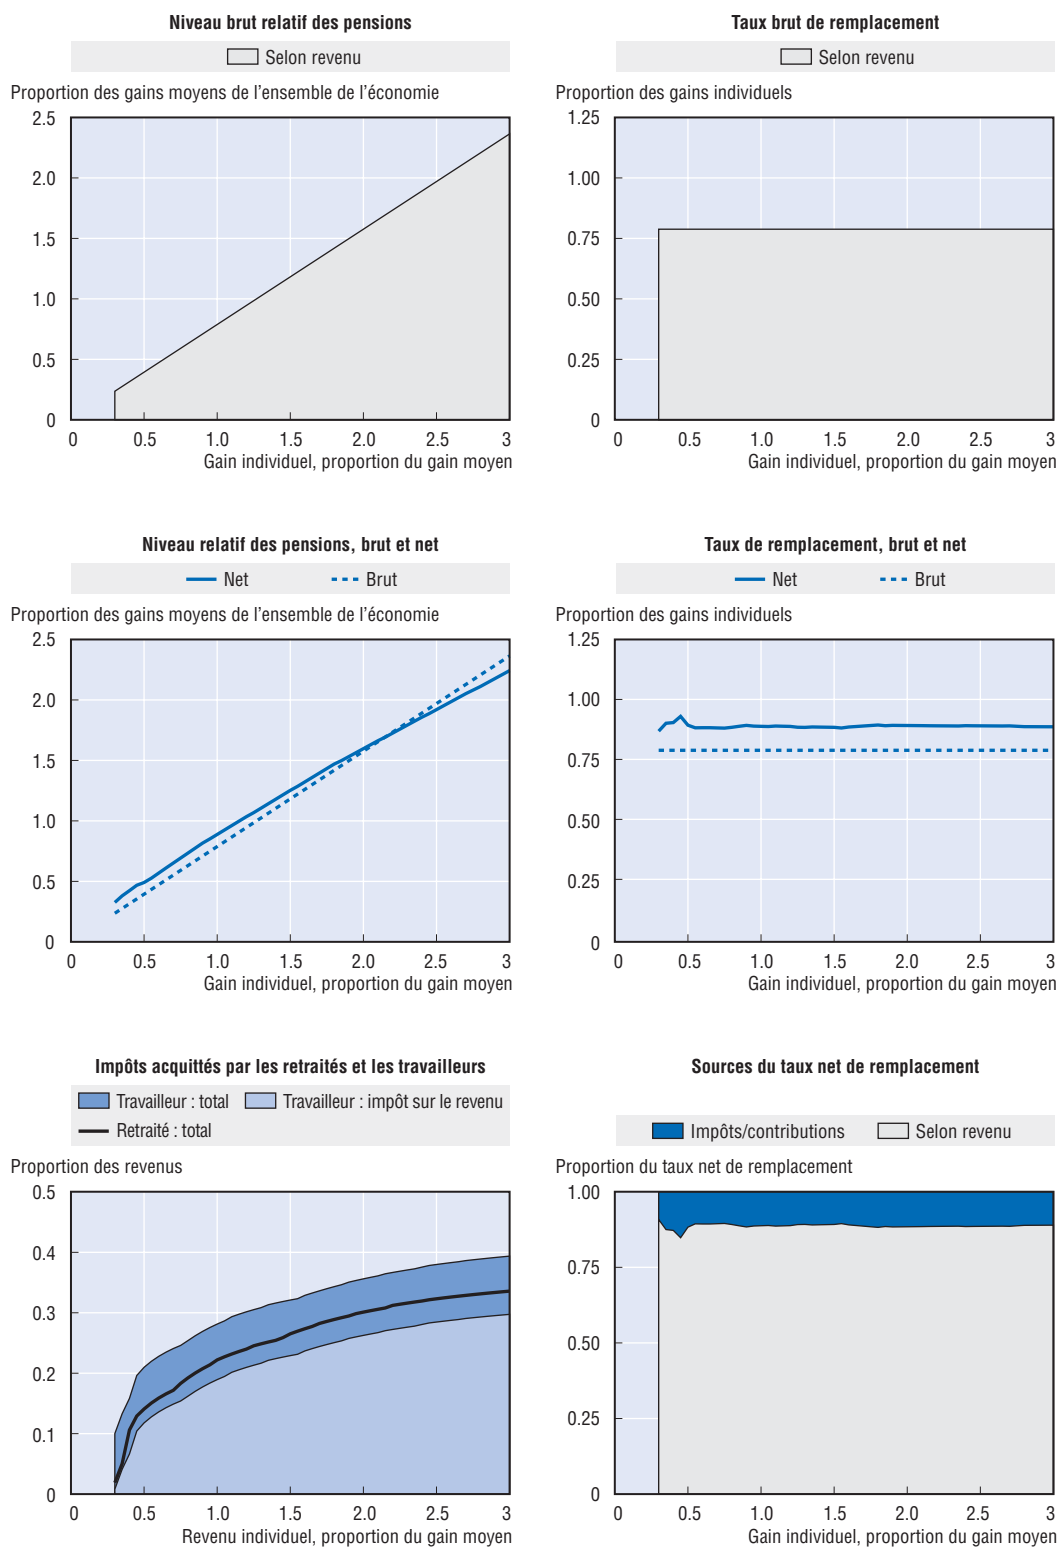 Niveau brut relatif des pensions
Selon revenu
Proportion des gains moyens de l'ensemble de l'économie
2.5
2.0
1.5
1.0
0.5
0
0 0.5 1.0 1.5 2.0 2.5 3
Gain individuel, proportion du gain moyen
Taux brut de remplacement
Selon revenu
Proportion des gains individuels
1.25
1.00
0.75
0.50
0.25
0
0 0.5 1.0 1.5 2.0 2.5 3
Gain individuel, proportion du gain moyen
Niveau relatif des pensions, brut et net
Net Brut
Proportion des gains moyens de l'ensemble de l'économie
2.5
2.0
1.5
1.0
0.5
0
0 0.5 1.0 1.5 2.0 2.5 3
Gain individuel, proportion du gain moyen
Taux de remplacement, brut et net
Net Brut
Proportion des gains individuels
1.25
1.00
0.75
0.50
0.25
0
0 0.5 1.0 1.5 2.0 2.5 3
Gain individuel, proportion du gain moyen
Impôts acquittés par les retraités et les travailleurs
Travailleur : total Travailleur : impôt sur le revenu
Retraité : total
Proportion des revenus
0.5
0.4
0.3
0.2
0.1
0
0 0.5 1.0 1.5 2.0 2.5 3
Revenu individuel, proportion du gain moyen
Sources du taux net de remplacement
Impôts/contributions Selon revenu
Proportion du taux net de remplacement
1.00
0.75
0.50
0.25
0
0 0.5 1.0 1.5 2.0 2.5 3
Gain individuel, proportion du gain moyen